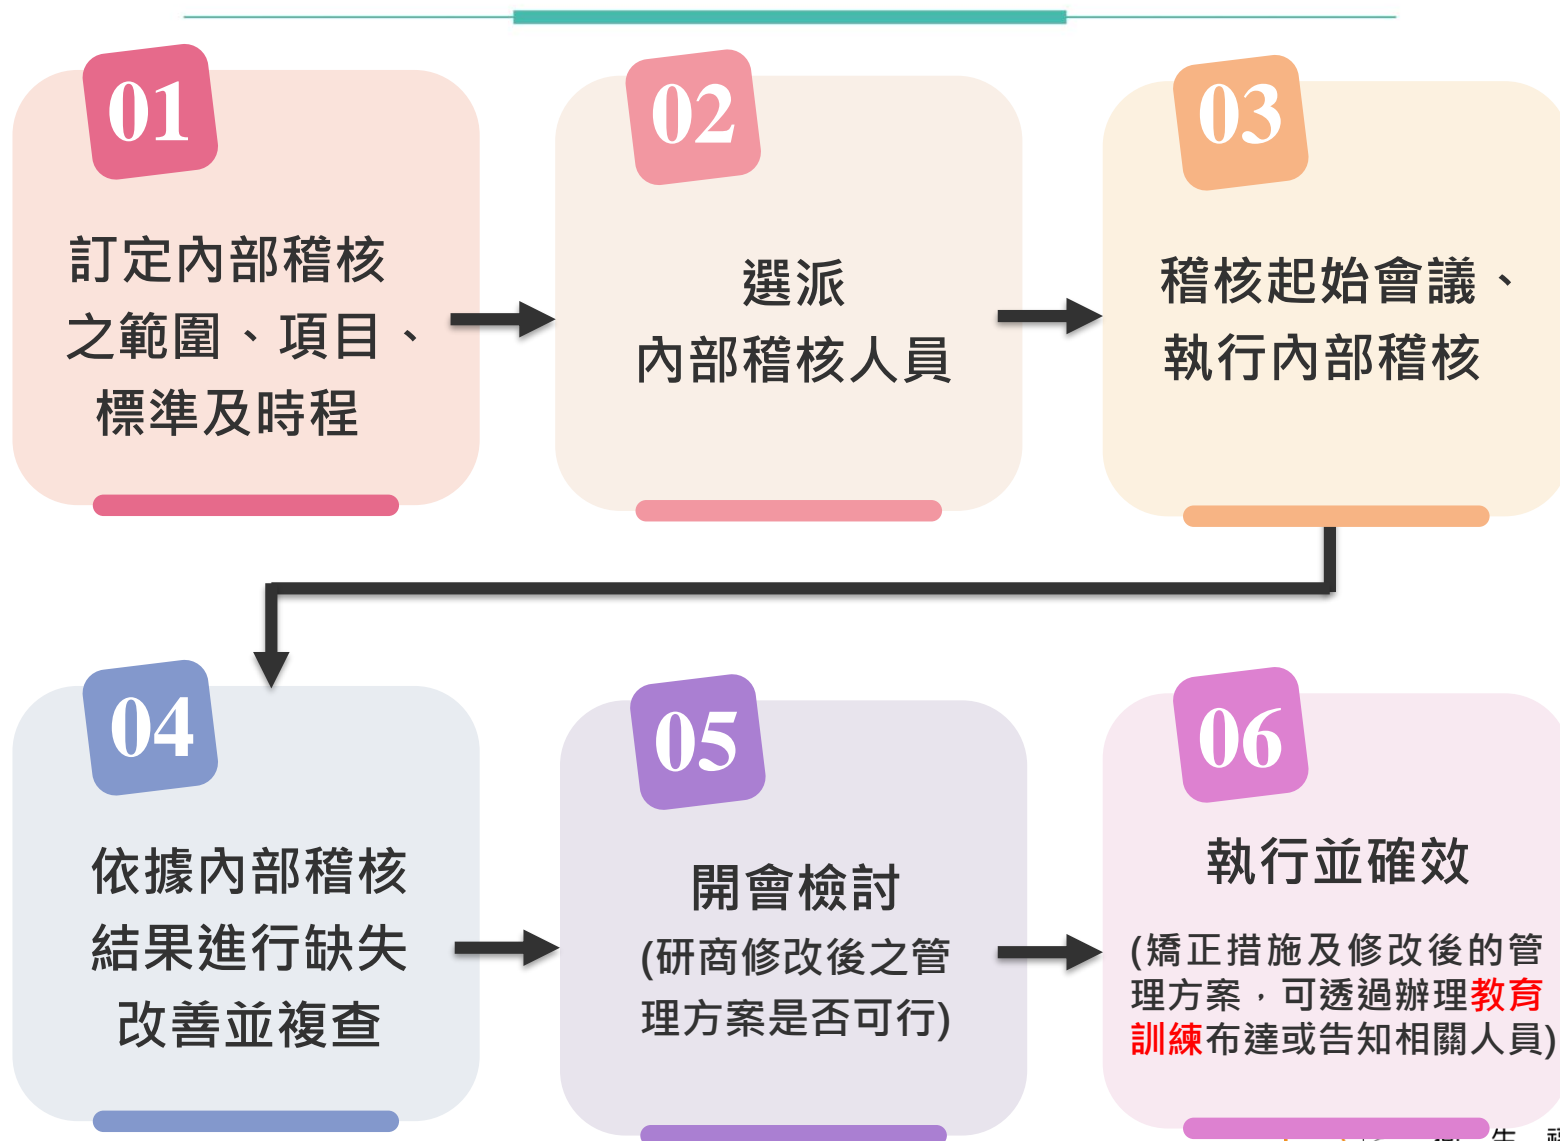 01
訂定內部稽核
之範圍、項目、
標準及時程
02
選派
內部稽核人員
03
稽核起始會議、
執行內部稽核
04
依據內部稽核
結果進行缺失
改善並複查
05
開會檢討
(研商修改後之管
理方案是否可行)
06
執行並確效
(矯正措施及修改後的管
理方案，可透過辦理教育
訓練布達或告知相關人員)